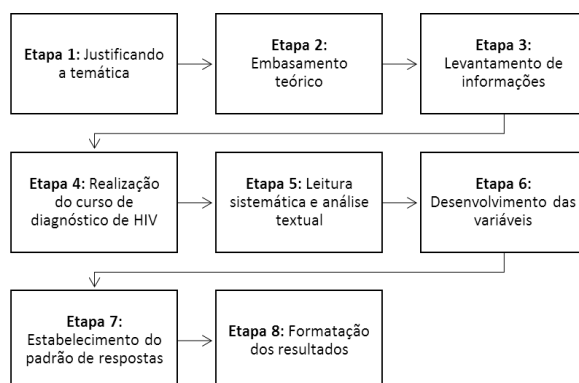 Etapa 1: Justificando
a temática
Etapa 2:
Embasamento
teórico
Etapa 3:
Levantamento de
informações
Etapa 4: Realização
do curso de
diagnóstico de HIV
Etapa 5: Leitura
sistemática e análise
textual
Etapa 6:
Desenvolvimento das
variáveis
Etapa 7:
Estabelecimento do
padrão de respostas
Etapa 8: Formatação
dos resultados